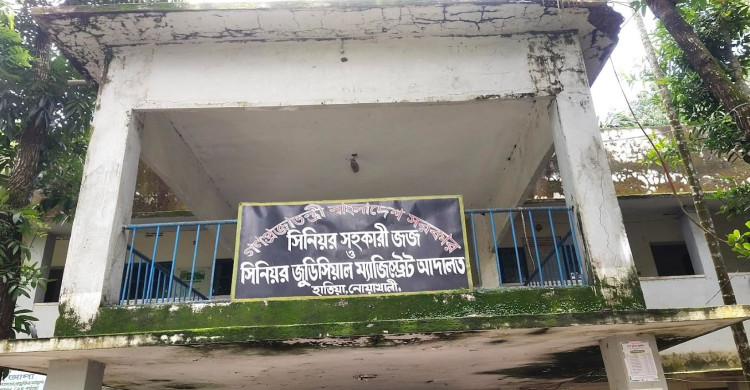 গণপ্রজাতন্ত্রী বাংলাদেশ সরকার
সিনিয়র সহকারী জজ
ও
সিনিয়র জুডিসিয়াল ম্যাজিস্ট্রেট আদালত
হাতিয়া, নোয়াখালী.